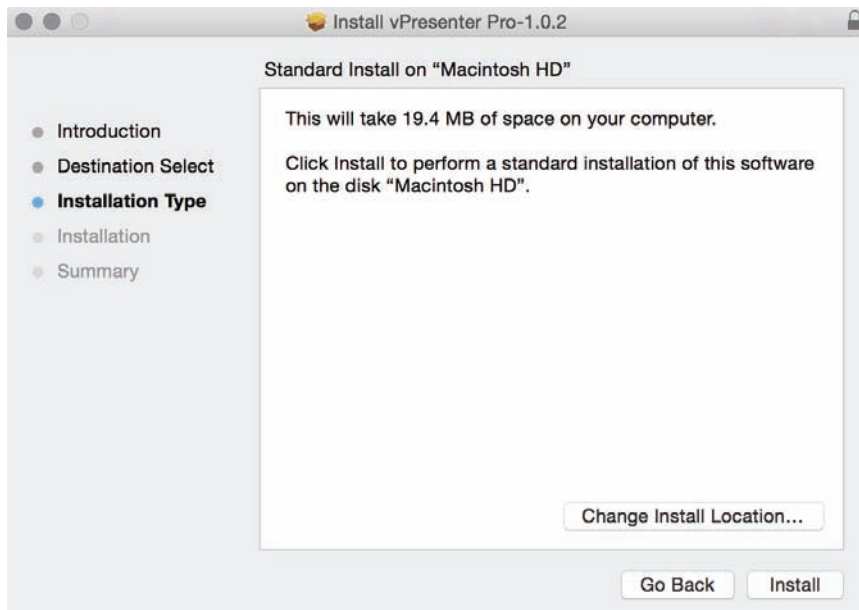 Install vPresenter Pro-1.0.2
Standard Install on “Macintosh HD”
Introduction
Destination Select
Installation Type
Installation
Summary
This will take 19.4 MB of space on your computer.
Click Install to perform a standard installation of this software
on the disk “Macintosh HD”.
Change Install Location...
Go Back
Install